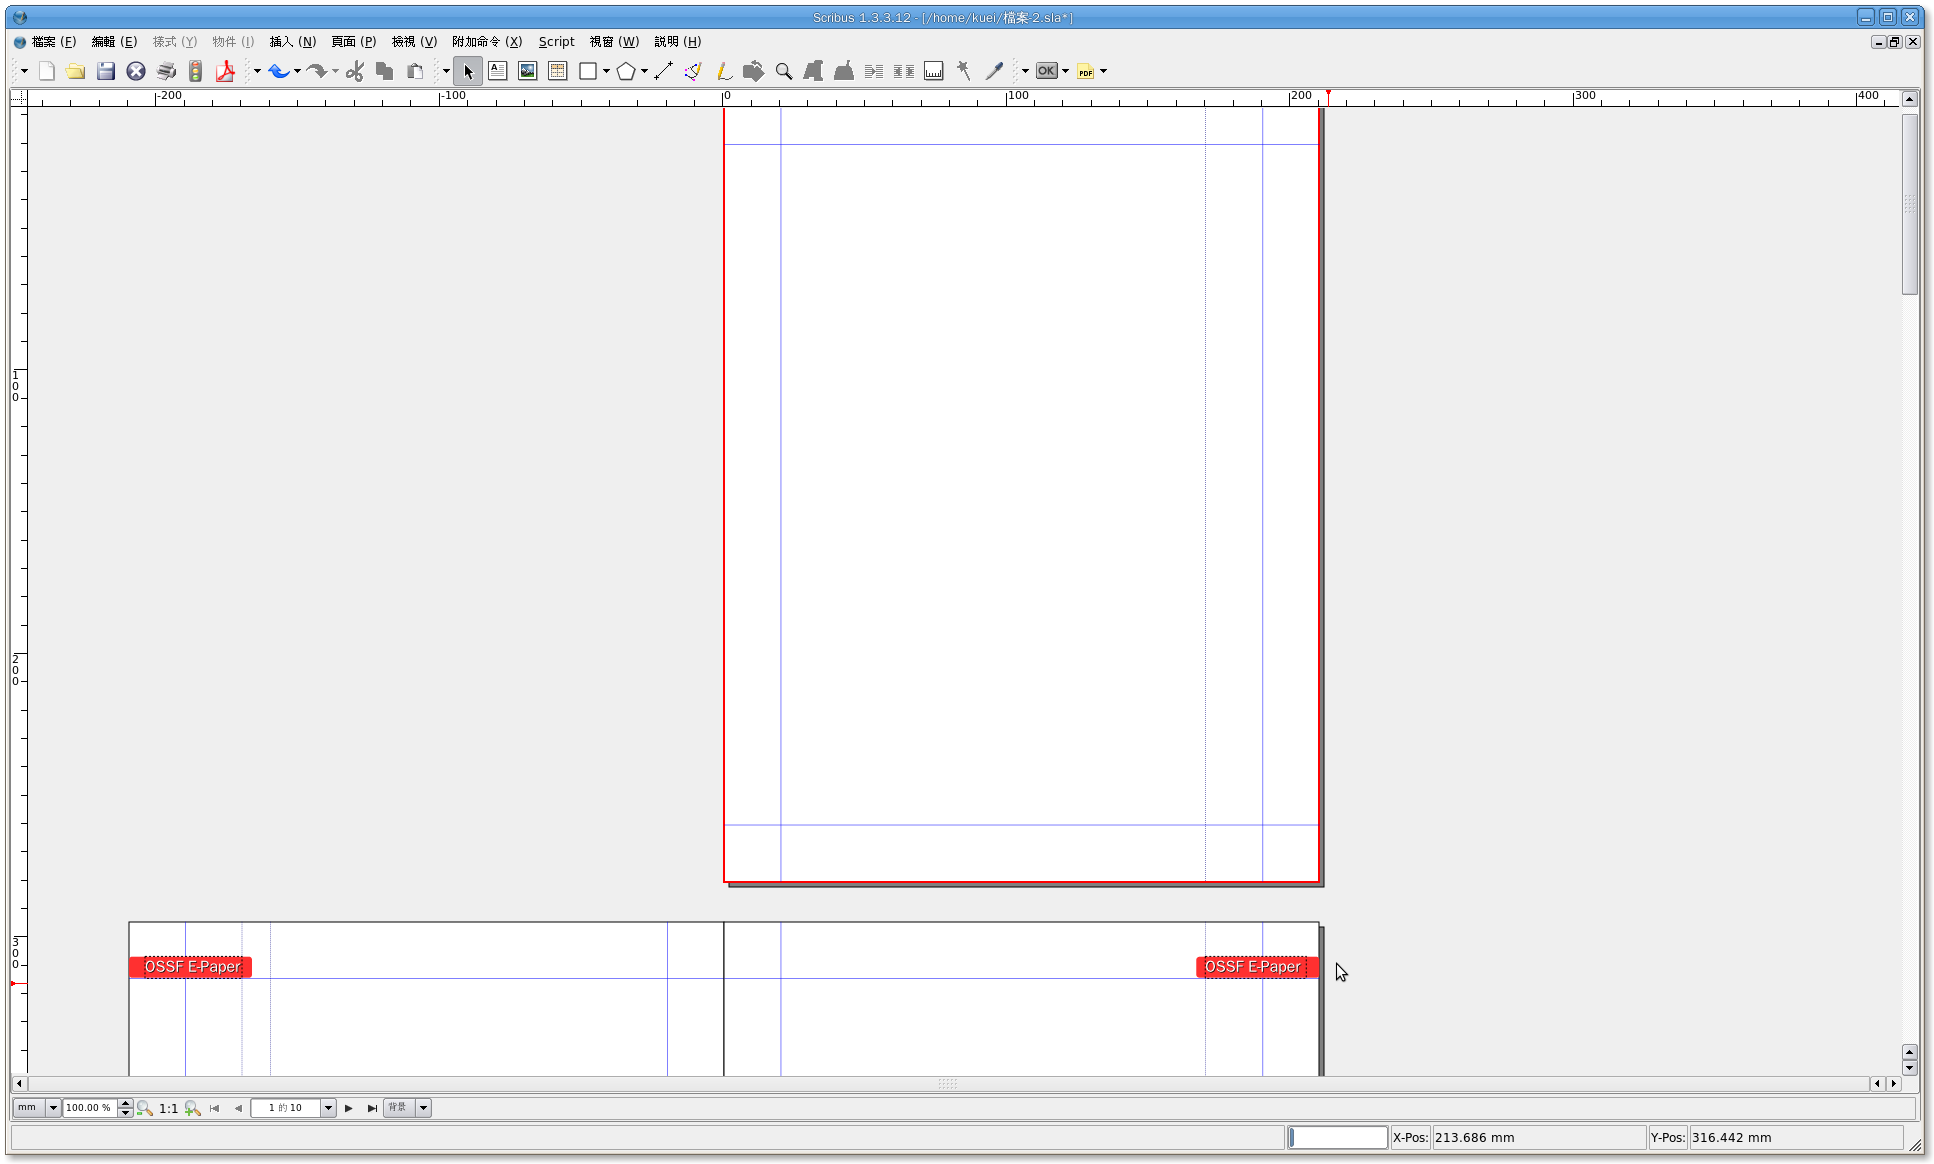 Scribus 1.3.3.12 - [/home/kuei/檔案-2.sla*]
檔案 (F) 編輯 (E) 樣式 (Y) 物件 (I) 插入 (N) 頁面 (P) 檢視 (V) 附加命令 (X) Script 視窗 (W) 說明 (H)
A OK PDF
-200 -100 0 100 200 300 400
100
200
300
OSSF E-Paper OSSF E-Paper
mm 100.00 % 1:1 1 的 10 背景
X-Pos: 213.686 mm Y-Pos: 316.442 mm